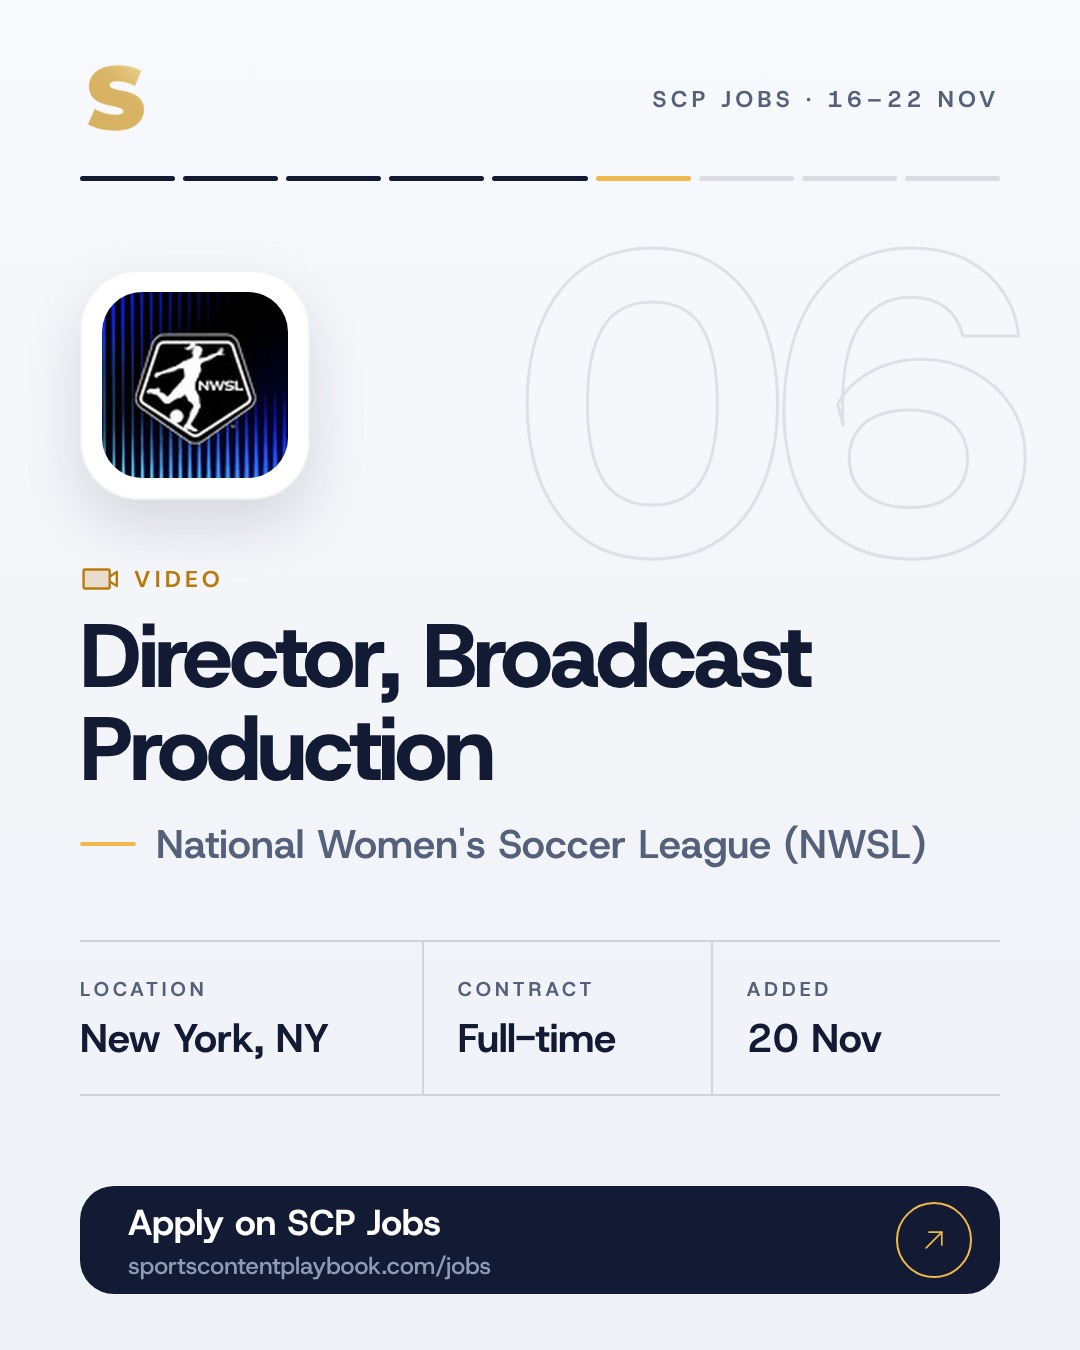 S
SCP JOBS · 16–22 NOV
06
NWSL
VIDEO
Director, Broadcast
Production
National Women's Soccer League (NWSL)
LOCATION
CONTRACT
ADDED
New York, NY
Full-time
20 Nov
Apply on SCP Jobs
sportscontentplaybook.com/jobs